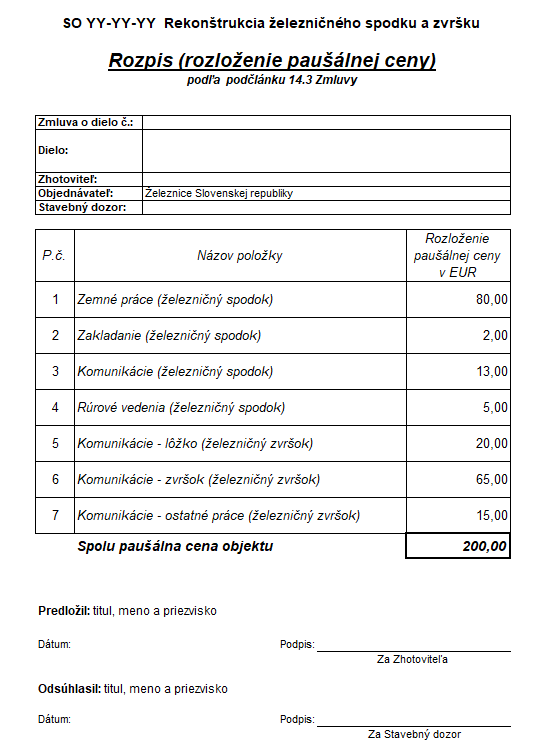 SO YY-YY-YY Rekonštrukcia železničného spodku a zvršku
Rozpis (rozloženie paušálnej ceny)
podľa podčlánku 14.3 Zmluvy
Zmluva o dielo č.:
Dielo:
Zhotoviteľ:
Objednávateľ: Železnice Slovenskej republiky
Stavebný dozor:
P.č. Názov položky Rozloženie paušálnej ceny v EUR
1 Zemné práce (železničný spodok) 80,00
2 Zakladanie (železničný spodok) 2,00
3 Komunikácie (železničný spodok) 13,00
4 Rúrové vedenia (železničný spodok) 5,00
5 Komunikácie - lôžko (železničný zvršok) 20,00
6 Komunikácie - zvršok (železničný zvršok) 65,00
7 Komunikácie - ostatné práce (železničný zvršok) 15,00
Spolu paušálna cena objektu 200,00
Predložil: titul, meno a priezvisko
Dátum: Podpis:
Za Zhotoviteľa
Odsúhlasil: titul, meno a priezvisko
Dátum: Podpis:
Za Stavebný dozor